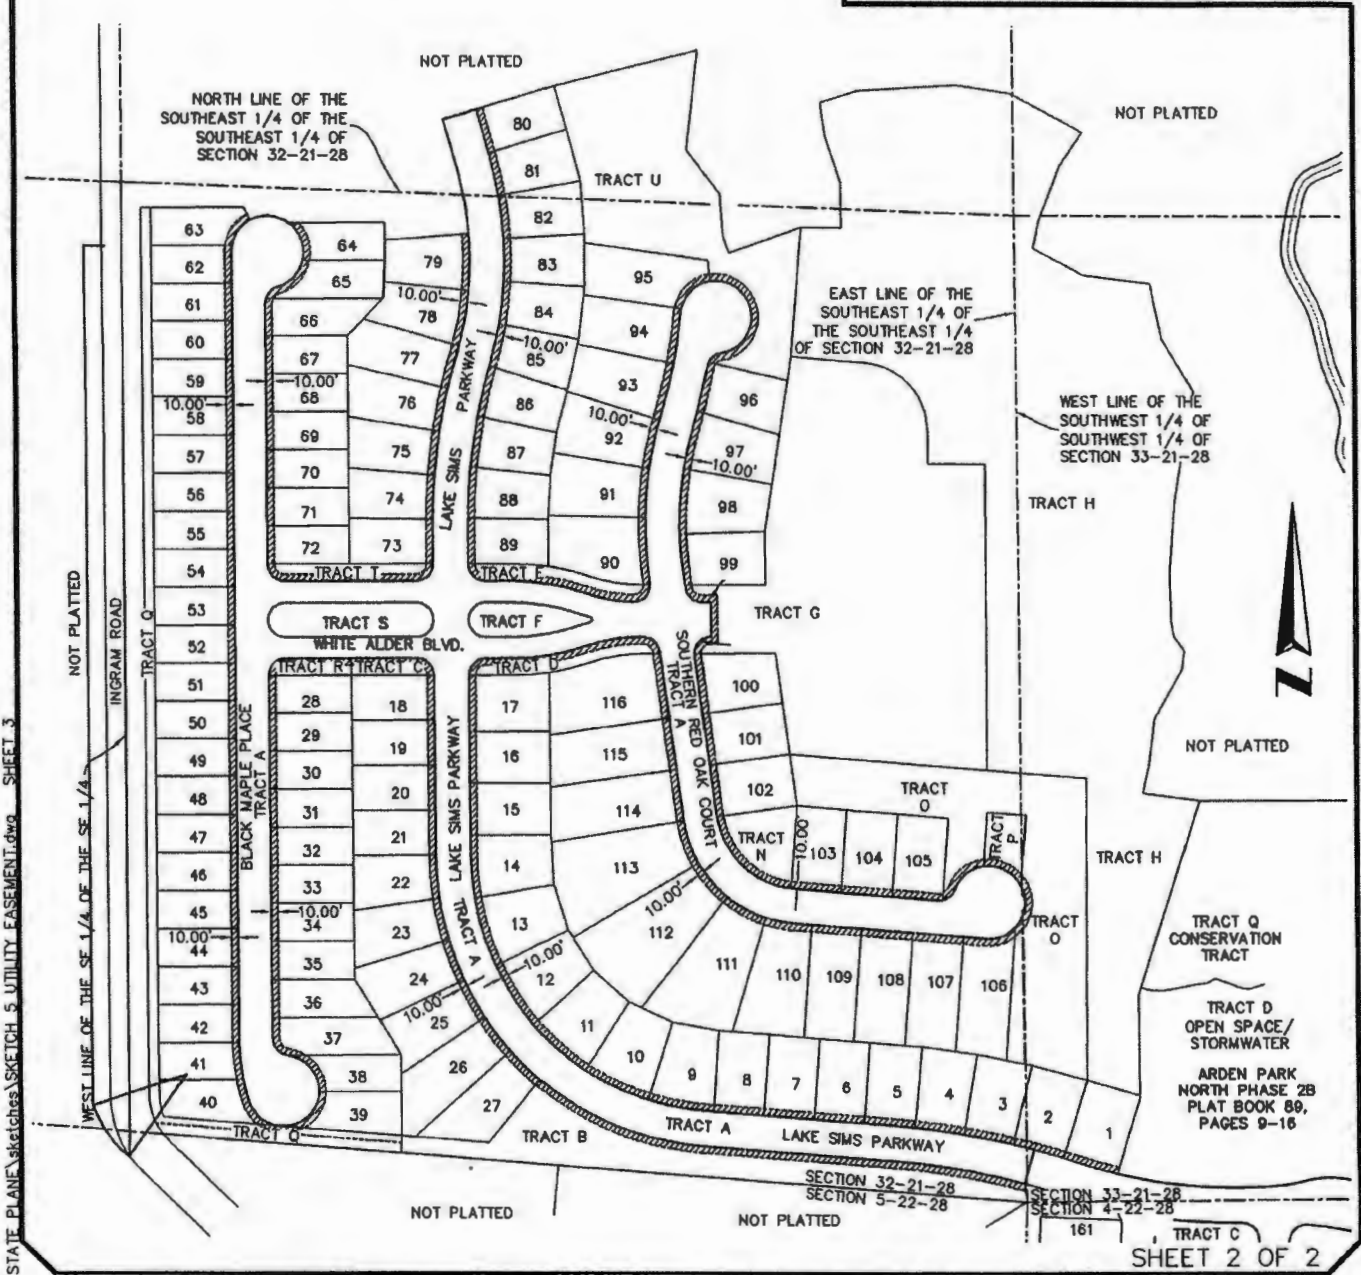 NOT PLATTED
NORTH LINE OF THE
SOUTHEAST 1/4 OF THE
SOUTHEAST 1/4 OF
SECTION 32-21-28
NOT PLATTED
80
81
TRACT U
82
83
84
85
86
87
88
89
63
62
61
60
59
58
57
56
55
54
53
52
51
50
49
48
47
46
45
44
43
42
41
40
64
65
66
67
68
69
70
71
72
79
78
77
76
75
74
73
10.00'
10.00'
10.00'
10.00'
10.00'
10.00'
LAKE SIMS PARKWAY
95
94
93
92
91
90
96
97
98
99
EAST LINE OF THE
SOUTHEAST 1/4 OF
THE SOUTHEAST 1/4
OF SECTION 32-21-28
WEST LINE OF THE
SOUTHWEST 1/4 OF
SOUTHWEST 1/4 OF
SECTION 33-21-28
TRACT H
NOT PLATTED
INGRAM ROAD
TRACT Q
TRACT T
TRACT E
TRACT S
TRACT F
WHITE ALDER BLVD.
TRACT R
TRACT C
TRACT D
TRACT G
SOUTHERN RED OAK COURT
TRACT A
N
NOT PLATTED
28
29
30
31
32
33
34
35
36
37
38
39
18
19
20
21
22
23
24
25
26
27
17
16
15
14
13
12
11
10
9
8
7
6
5
4
3
2
1
116
115
114
113
112
111
110
109
108
107
106
100
101
102
103
104
105
TRACT
N
TRACT
O
TRACT
P
TRACT
O
TRACT H
BLACK MAPLE PLACE
TRACT A
LAKE SIMS PARKWAY
TRACT A
10.00'
10.00'
10.00'
10.00'
10.00'
10.00'
WEST LINE OF THE SE 1/4 OF THE SE 1/4
TRACT Q
CONSERVATION
TRACT
TRACT D
OPEN SPACE/
STORMWATER
ARDEN PARK
NORTH PHASE 2B
PLAT BOOK 89,
PAGES 9-16
TRACT Q
TRACT B
TRACT A
LAKE SIMS PARKWAY
SECTION 32-21-28
SECTION 5-22-28
SECTION 33-21-28
SECTION 4-22-28
NOT PLATTED
NOT PLATTED
161
TRACT C
SHEET 2 OF 2
STATE PLANE\sketches\SKETCH 5 UTILITY EASEMENT.dwg SHEET 3